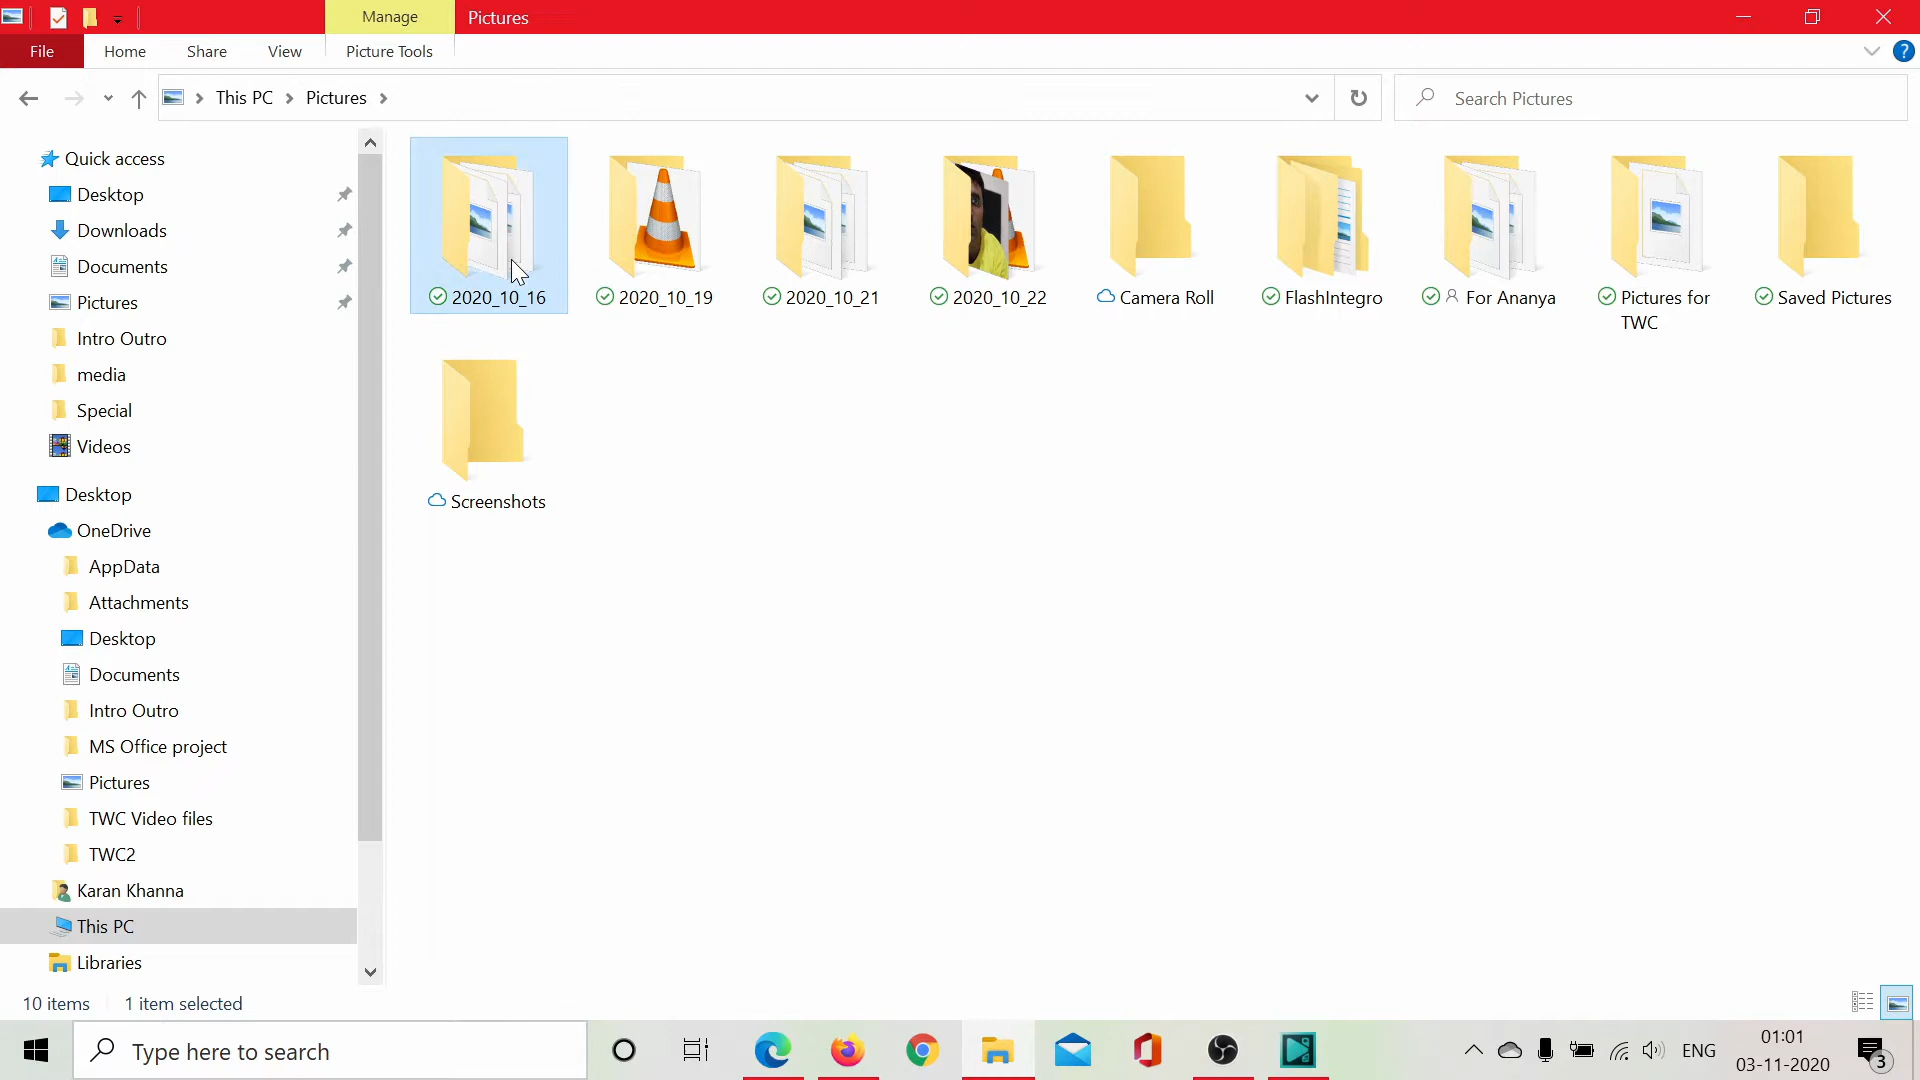 Manage
Pictures
File
Home
Share
View
Picture Tools
This PC
Pictures
Search Pictures
Quick access
Desktop
Downloads
Documents
Pictures
Intro Outro
media
Special
Videos
Desktop
OneDrive
AppData
Attachments
Desktop
Documents
Intro Outro
MS Office project
Pictures
TWC Video files
TWC2
Karan Khanna
This PC
Libraries
2020_10_16
2020_10_19
2020_10_21
2020_10_22
Camera Roll
FlashIntegro
For Ananya
Pictures for
TWC
Saved Pictures
Screenshots
10 items
1 item selected
Type here to search
ENG
01:01
03-11-2020
3